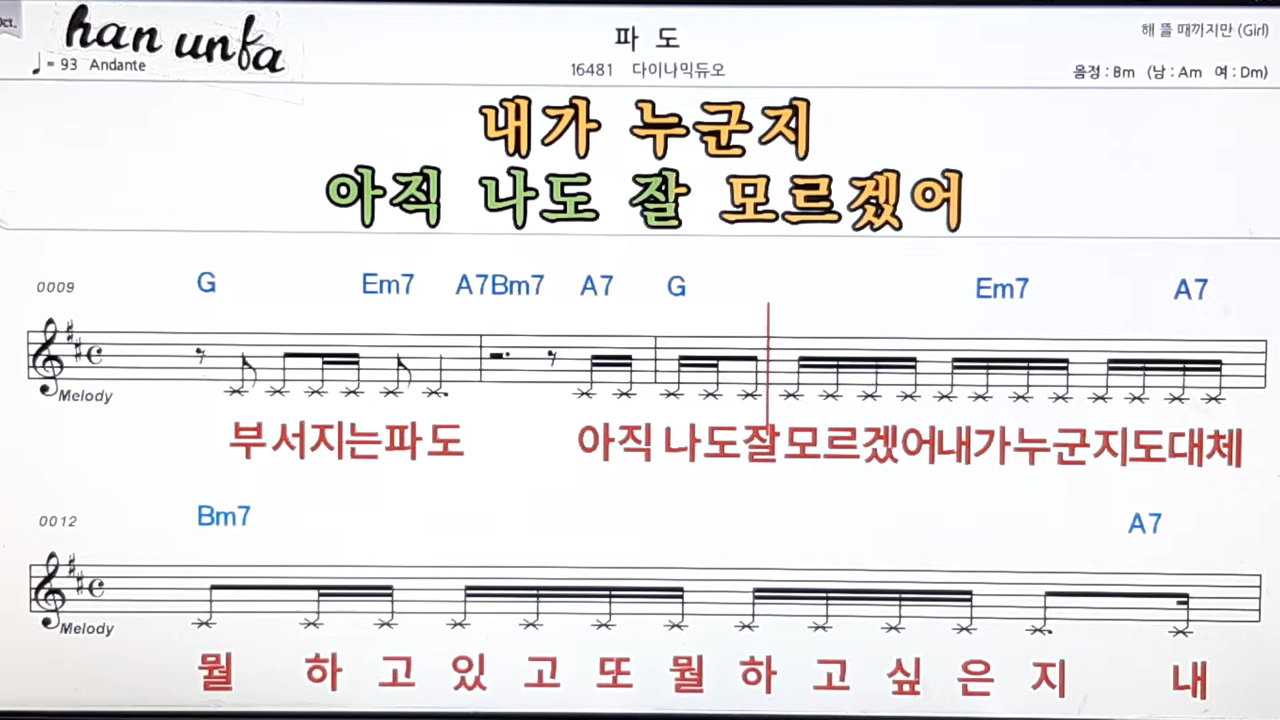 Oct.
han unfa
♩= 93 Andante
파 도
16481 다이나믹듀오
해 뜰 때까지만 (Girl)
음정 : Bm (남 : Am 여 : Dm)
내가 누군지
아직 나도 잘 모르겠어
0009 G Em7 A7 Bm7 A7 G Em7 A7
Melody
부서지는파도 아직 나도잘모르겠어내가누군지도대체
0012 Bm7 A7
Melody
뭘 하 고 있 고 또 뭘 하 고 싶 은 지 내